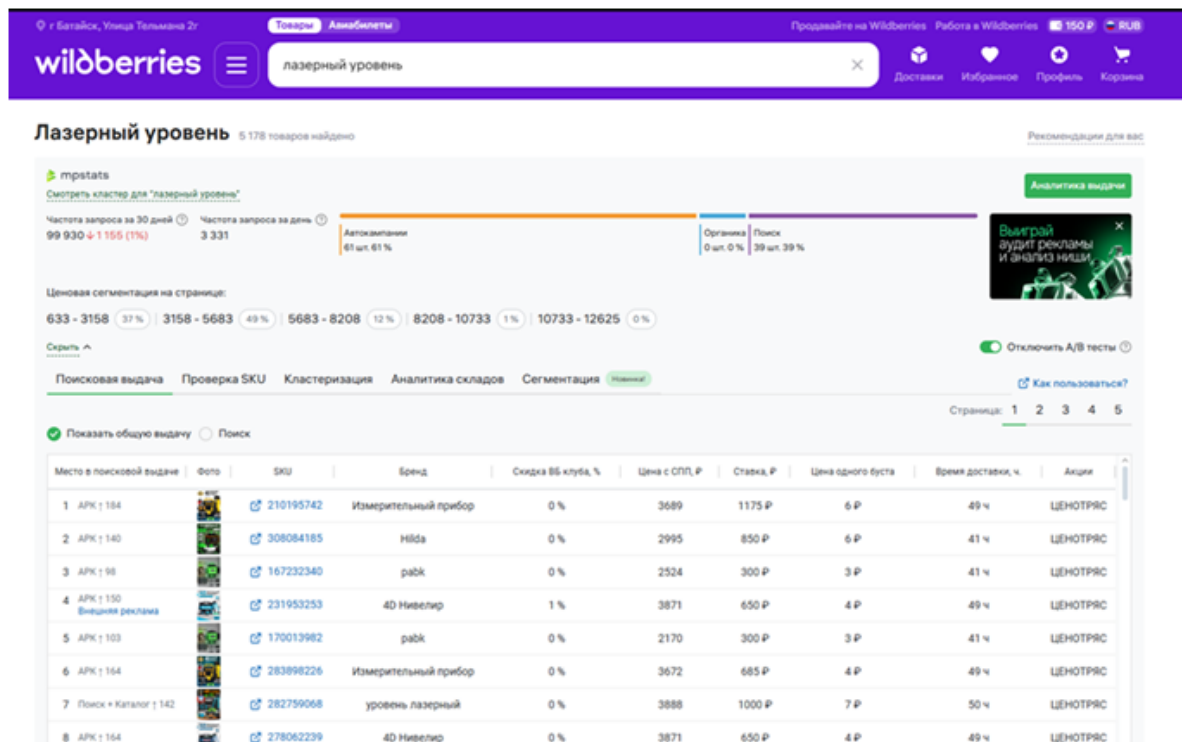 г Батайск, Улица Тельмана 2г Товары Авиабилеты Продавайте на Wildberries Работа в Wildberries 150 ₽ RUB
wildberries лазерный уровень Доставки Избранное Профиль Корзина
Лазерный уровень 5 178 товаров найдено Рекомендации для вас
mpstats
Смотреть кластер для "лазерный уровень" Аналитика выдачи
Частота запроса за 30 дней Частота запроса за день
99 930 ↓ 1 155 (1%) 3 331
Автокампании Органика Поиск
61 шт. 61 % 0 шт. 0 % 39 шт. 39 %
Выиграй
аудит рекламы
и анализ ниши
Ценовая сегментация на странице:
633 - 3158 37 % 3158 - 5683 49 % 5683 - 8208 12 % 8208 - 10733 1 % 10733 - 12625 0 %
Скрыть Отключить А/В тесты
Поисковая выдача Проверка SKU Кластеризация Аналитика складов Сегментация Новинка! Как пользоваться?
Страница: 1 2 3 4 5
Показать общую выдачу Поиск
Место в поисковой выдаче Фото SKU Бренд Скидка ВБ клуба, % Цена с СПП, ₽ Ставка, ₽ Цена одного буста Время доставки, ч. Акции
1 АРК ↑ 184 210195742 Измерительный прибор 0 % 3689 1175 ₽ 6 ₽ 49 ч ЦЕНОТРЯС
2 АРК ↑ 140 308084185 Hilda 0 % 2995 850 ₽ 6 ₽ 41 ч ЦЕНОТРЯС
3 АРК ↑ 98 167232340 pabk 0 % 2524 300 ₽ 3 ₽ 41 ч ЦЕНОТРЯС
4 АРК ↑ 150 231953253 4D Нивелир 1 % 3871 650 ₽ 4 ₽ 49 ч ЦЕНОТРЯС
Внешняя реклама
5 АРК ↑ 103 170013982 pabk 0 % 2170 300 ₽ 3 ₽ 41 ч ЦЕНОТРЯС
6 АРК ↑ 164 283898226 Измерительный прибор 0 % 3672 685 ₽ 4 ₽ 49 ч ЦЕНОТРЯС
7 Поиск + Каталог ↑ 142 282759068 уровень лазерный 0 % 3888 1000 ₽ 7 ₽ 50 ч ЦЕНОТРЯС
8 АРК ↑ 164 278062239 4D Нивелир 0 % 3871 650 ₽ 4 ₽ 49 ч ЦЕНОТРЯС